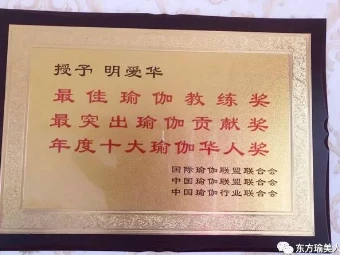 授予 明爱华
最佳瑜伽教练奖
最突出瑜伽贡献奖
年度十大瑜伽华人奖
国际瑜伽联盟联合会
中国瑜伽联盟联合会
中国瑜伽行业联合会
东方瑜美人